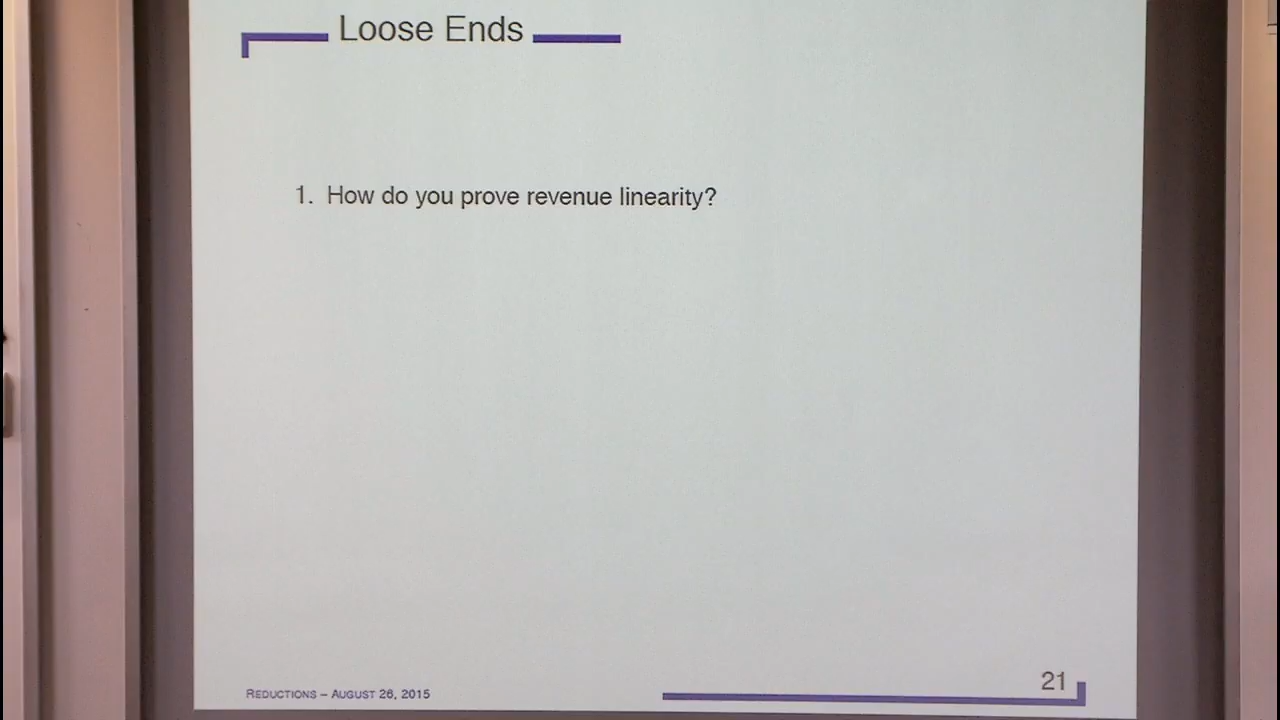 Loose Ends
1. How do you prove revenue linearity?
REDUCTIONS – AUGUST 26, 2015
21